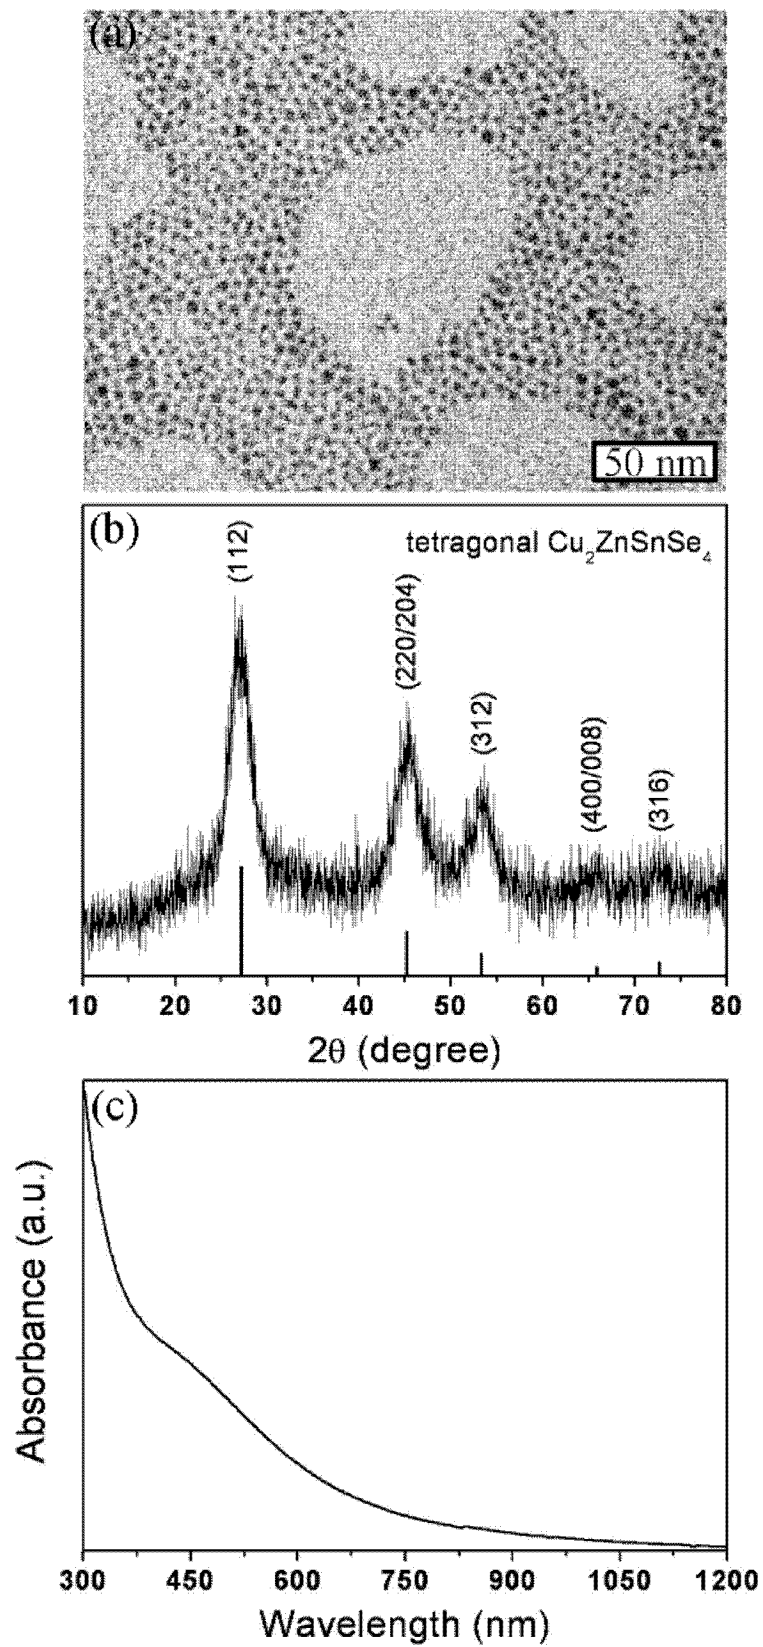 (a)
50 nm
(b)
tetragonal Cu₂ZnSnSe₄
(112)
(220/204)
(312)
(400/008)
(316)
10 20 30 40 50 60 70 80
2θ (degree)
(c)
Absorbance (a.u.)
300 450 600 750 900 1050 1200
Wavelength (nm)